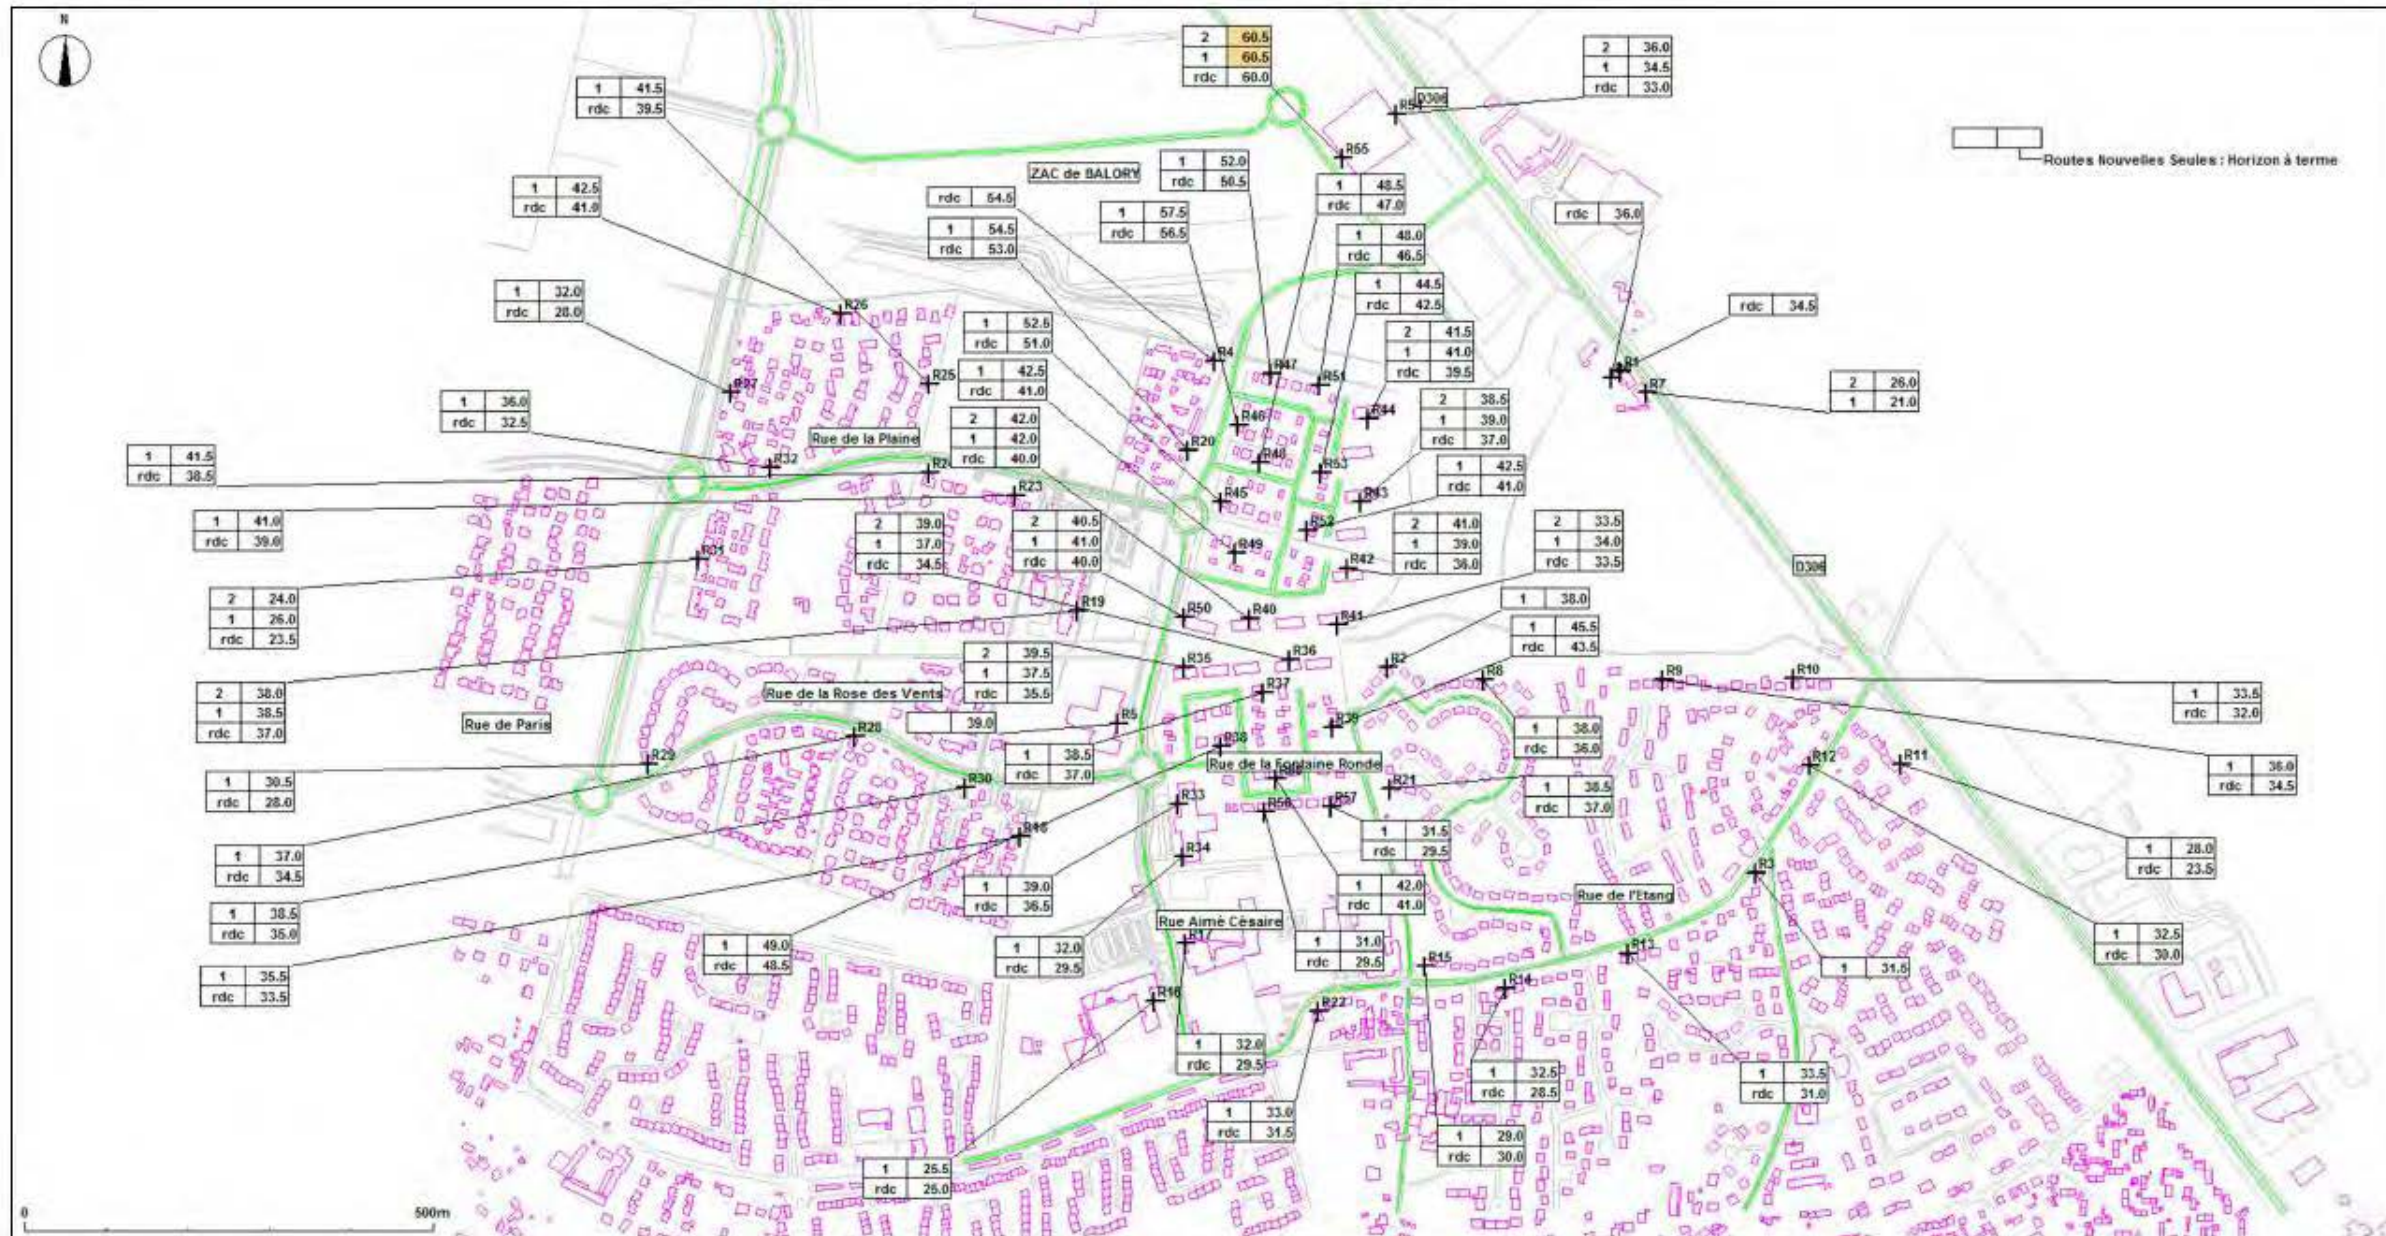 N
2 60.5
1 60.5
rdc 60.0
2 36.0
1 34.5
rdc 33.0
1 41.5
rdc 39.5
D306
R54
R55
Routes Nouvelles Seules : Horizon à terme
ZAC de BALORY
1 52.0
rdc 50.5
1 48.5
rdc 47.0
1 42.5
rdc 41.0
rdc 54.5
1 57.5
rdc 56.5
rdc 36.0
1 54.5
rdc 53.0
1 48.0
rdc 46.5
1 32.0
rdc 28.0
1 44.5
rdc 42.5
rdc 34.5
R26
1 52.5
rdc 51.0
2 41.5
1 41.0
rdc 39.5
R4
R47
R51
R1
R7
R27
R25
1 42.5
rdc 41.0
2 26.0
1 21.0
1 36.0
rdc 32.5
2 38.5
1 39.0
rdc 37.0
R44
R46
2 42.0
1 42.0
rdc 40.0
Rue de la Plaine
R20
R48
R53
1 41.5
rdc 38.5
R32
R24
1 42.5
rdc 41.0
R23
R45
R43
1 41.0
rdc 39.0
2 39.0
1 37.0
rdc 34.5
2 40.5
1 41.0
rdc 40.0
R52
2 41.0
1 39.0
rdc 36.0
2 33.5
1 34.0
rdc 33.5
R31
R49
R42
D306
2 24.0
1 26.0
rdc 23.5
R19
R50
R40
R41
1 38.0
1 45.5
rdc 43.5
2 39.5
1 37.5
rdc 35.5
R35
R36
R2
R8
R9
R10
2 38.0
1 38.5
rdc 37.0
Rue de la Rose des Vents
R37
1 33.5
rdc 32.0
Rue de Paris
39.0
R5
R39
1 38.0
rdc 36.0
R28
R38
1 38.5
rdc 37.0
Rue de la Fontaine Ronde
R29
R12
R11
1 36.0
rdc 34.5
1 30.5
rdc 28.0
R30
R21
1 38.5
rdc 37.0
R33
R56
R57
1 31.5
rdc 29.5
R18
1 37.0
rdc 34.5
R34
1 28.0
rdc 23.5
R3
1 39.0
rdc 36.5
1 42.0
rdc 41.0
Rue de l'Etang
1 38.5
rdc 35.0
Rue Aimé Césaire
1 49.0
rdc 48.5
1 32.0
rdc 29.5
R17
1 31.0
rdc 29.5
R13
1 32.5
rdc 30.0
1 35.5
rdc 33.5
R15
1 31.5
R14
R16
R22
1 32.0
rdc 29.5
1 32.5
rdc 28.5
1 33.5
rdc 31.0
1 33.0
rdc 31.5
1 29.0
rdc 30.0
1 25.5
rdc 25.0
0 500m